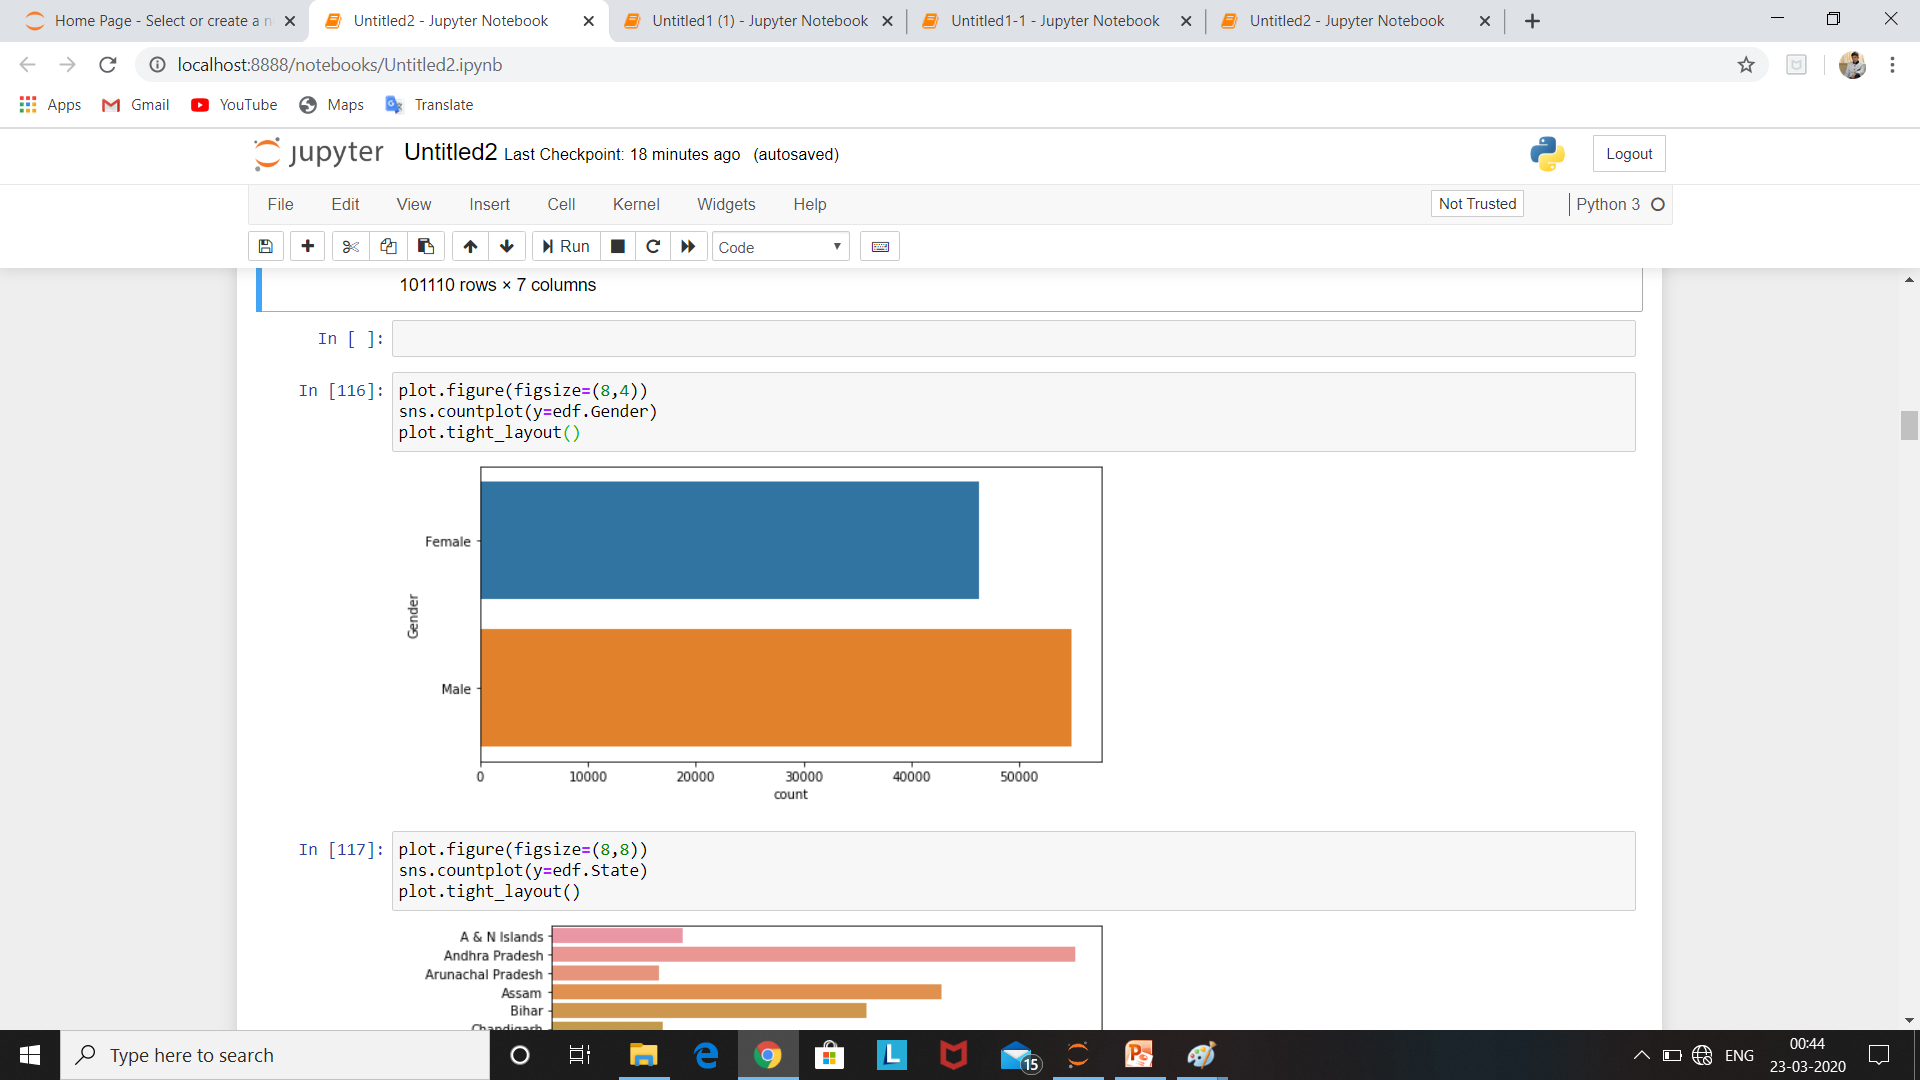 Home Page - Select or create a n
Untitled2 - Jupyter Notebook
Untitled1 (1) - Jupyter Notebook
Untitled1-1 - Jupyter Notebook
Untitled2 - Jupyter Notebook
localhost:8888/notebooks/Untitled2.ipynb
Apps Gmail YouTube Maps Translate
jupyter Untitled2 Last Checkpoint: 18 minutes ago (autosaved) Logout
File Edit View Insert Cell Kernel Widgets Help Not Trusted Python 3
Run Code
101110 rows × 7 columns
In [ ]:
In [116]: plot.figure(figsize=(8,4))
sns.countplot(y=edf.Gender)
plot.tight_layout()
Female
Gender
Male
0 10000 20000 30000 40000 50000
count
In [117]: plot.figure(figsize=(8,8))
sns.countplot(y=edf.State)
plot.tight_layout()
A & N Islands
Andhra Pradesh
Arunachal Pradesh
Assam
Bihar
Chandigarh
Type here to search
L
15
ENG
00:44
23-03-2020